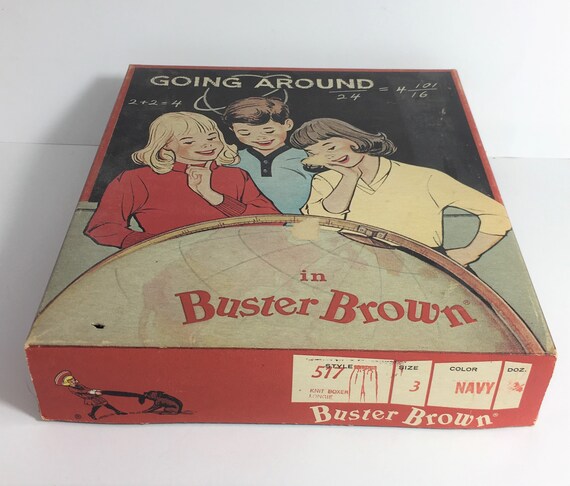 GOING AROUND
2+2=4
24
= 4 101/16
in
Buster Brown®
STYLE SIZE COLOR DOZ.
517 3 NAVY
KNIT BOXER
Buster Brown®